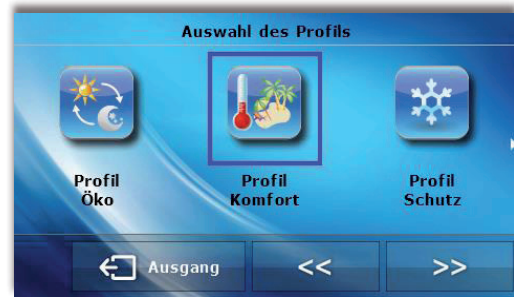 Auswahl des Profils
Profil
Öko
Profil
Komfort
Profil
Schutz
Ausgang
<<
>>